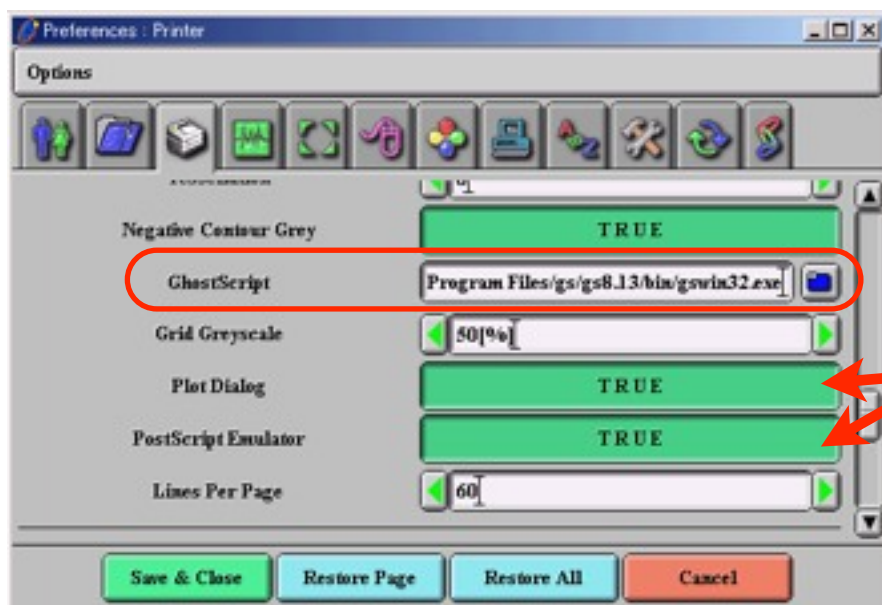 Preferences : Printer
Options
Negative Contour Grey TRUE
GhostScript Program Files/gs/gs8.13/bin/gswin32.exe
Grid Greyscale 50[%]
Plot Dialog TRUE
PostScript Emulator TRUE
Lines Per Page 60
Save & Close Restore Page Restore All Cancel